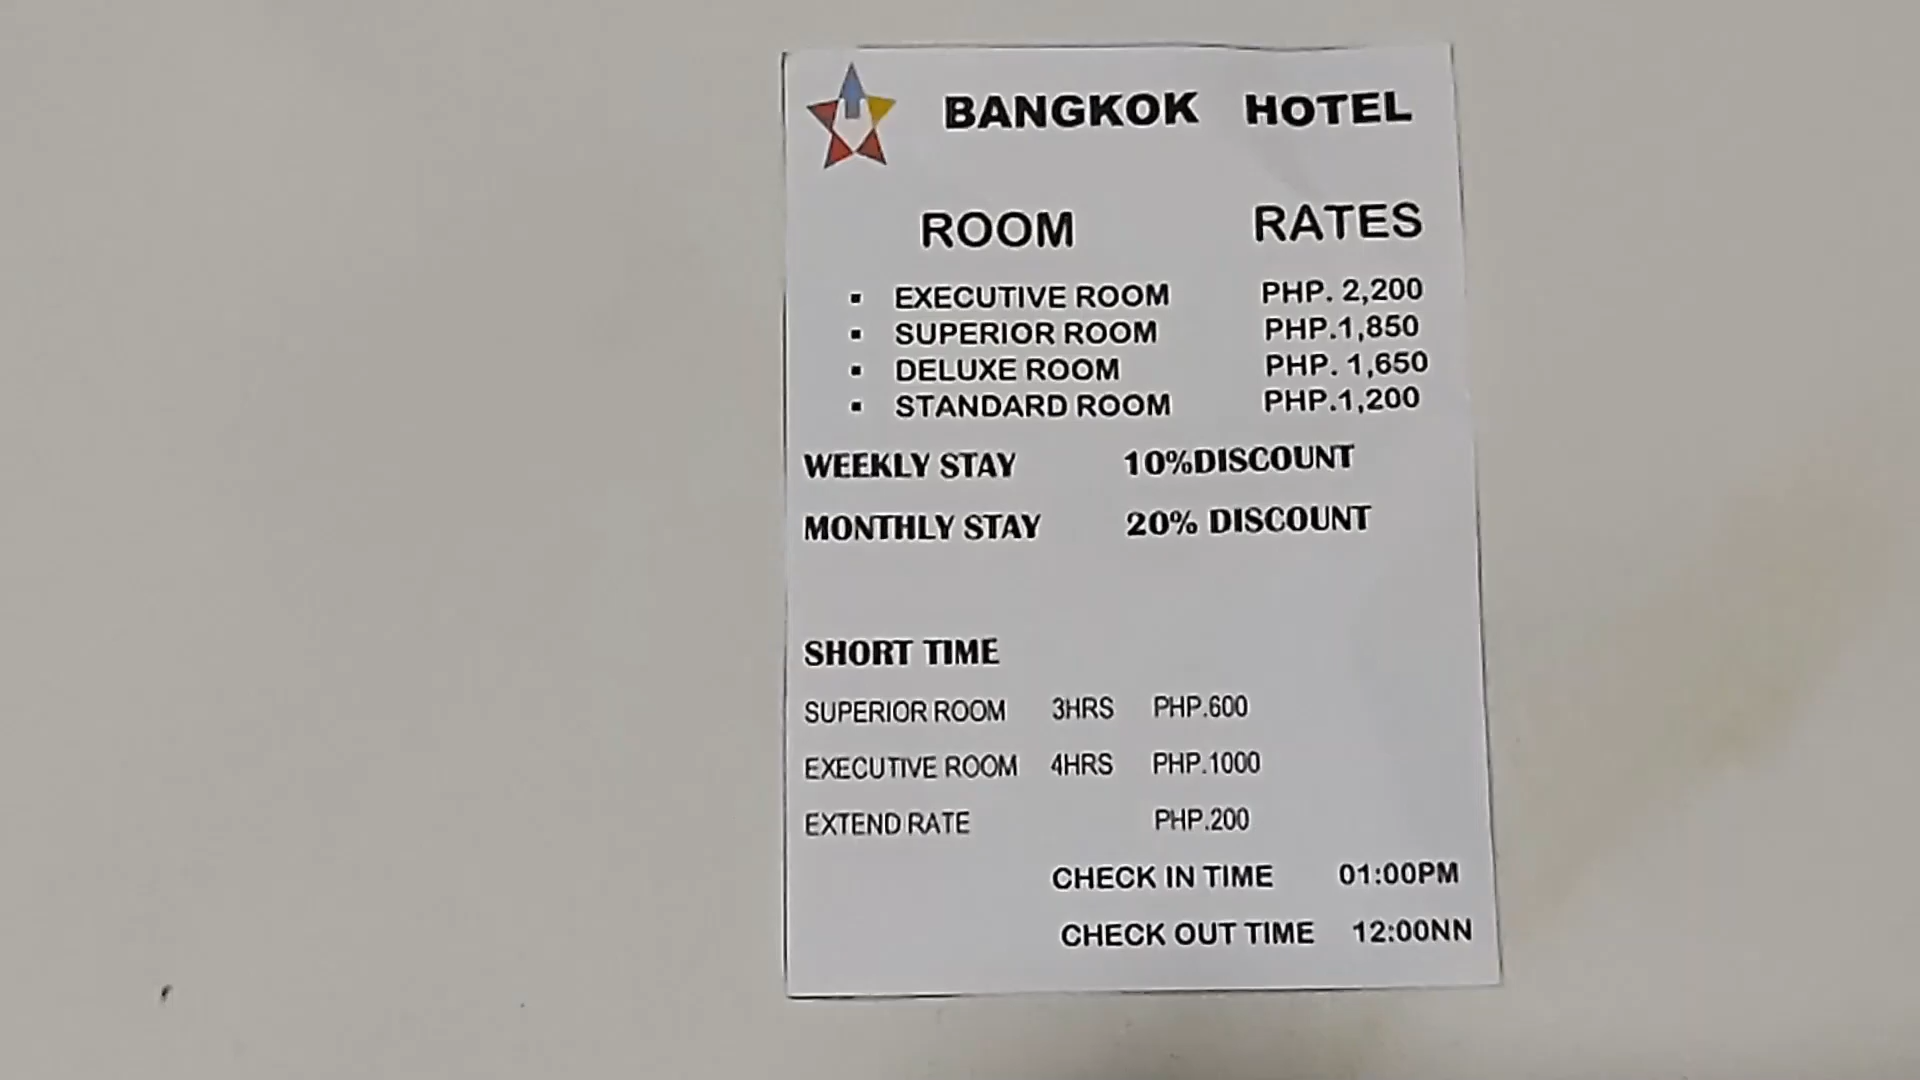 BANGKOK HOTEL
ROOM RATES
▪ EXECUTIVE ROOM PHP. 2,200
▪ SUPERIOR ROOM PHP.1,850
▪ DELUXE ROOM PHP. 1,650
▪ STANDARD ROOM PHP.1,200
WEEKLY STAY 10%DISCOUNT
MONTHLY STAY 20% DISCOUNT
SHORT TIME
SUPERIOR ROOM 3HRS PHP.600
EXECUTIVE ROOM 4HRS PHP.1000
EXTEND RATE PHP.200
CHECK IN TIME 01:00PM
CHECK OUT TIME 12:00NN